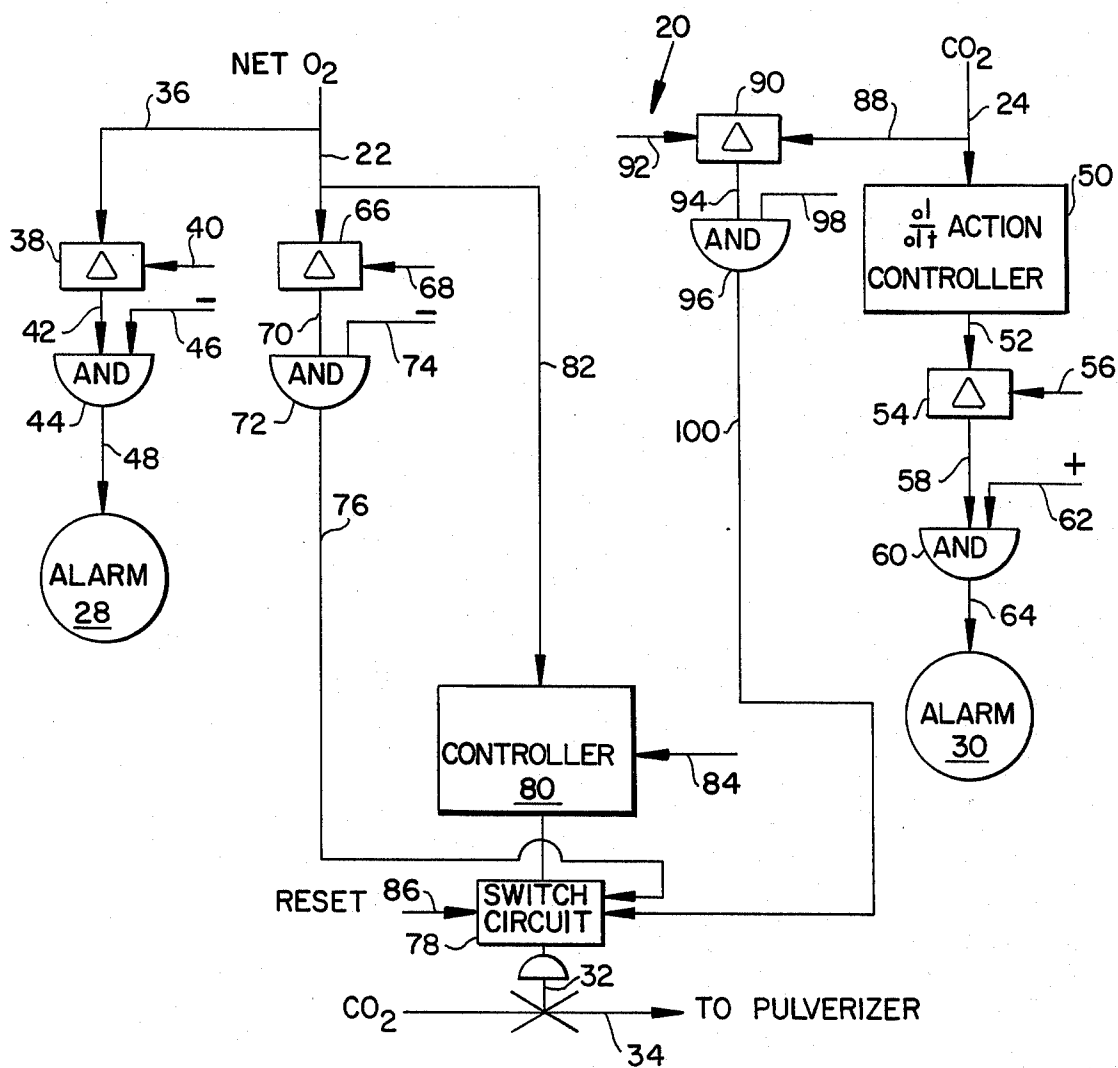 NET O2
20
CO2
36
90
88
24
22
92
50
94
98
d/dt ACTION
CONTROLLER
38
40
66
AND
68
96
42
−
46
70
−
74
52
AND
44
AND
72
82
54
56
48
100
58
+
62
76
60
AND
ALARM
28
64
ALARM
30
CONTROLLER
80
84
RESET
86
SWITCH
CIRCUIT
78
32
CO2
TO PULVERIZER
34